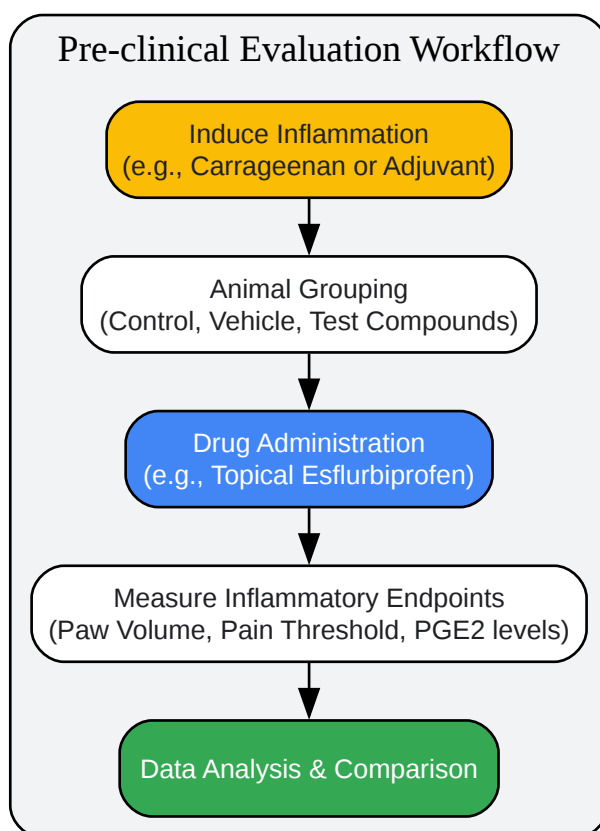 Pre-clinical Evaluation Workflow
Induce Inflammation
(e.g., Carrageenan or Adjuvant)
Animal Grouping
(Control, Vehicle, Test Compounds)
Drug Administration
(e.g., Topical Esflurbiprofen)
Measure Inflammatory Endpoints
(Paw Volume, Pain Threshold, PGE2 levels)
Data Analysis & Comparison